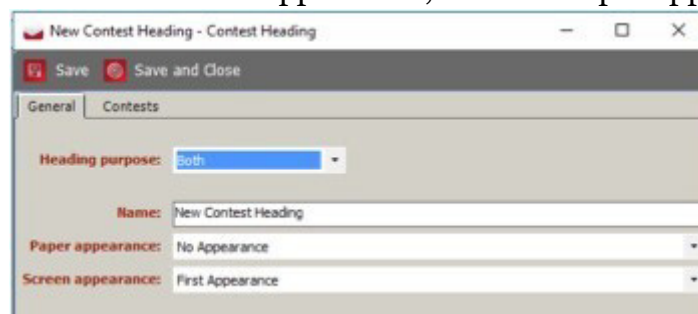 New Contest Heading - Contest Heading
Save Save and Close
General Contests
Heading purpose: Both
Name: New Contest Heading
Paper appearance: No Appearance
Screen appearance: First Appearance